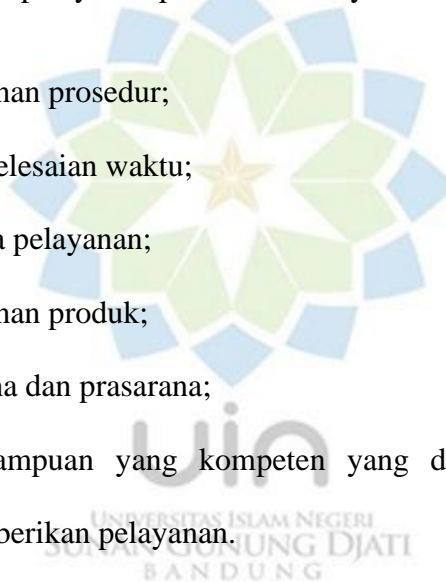 nan prosedur;
elesaian waktu;
a pelayanan;
nan produk;
na dan prasarana;
ampuan yang kompeten yang d
berikan pelayanan.
uin
UNIVERSITAS ISLAM NEGERI
SUNAN GUNUNG DJATI
BANDUNG